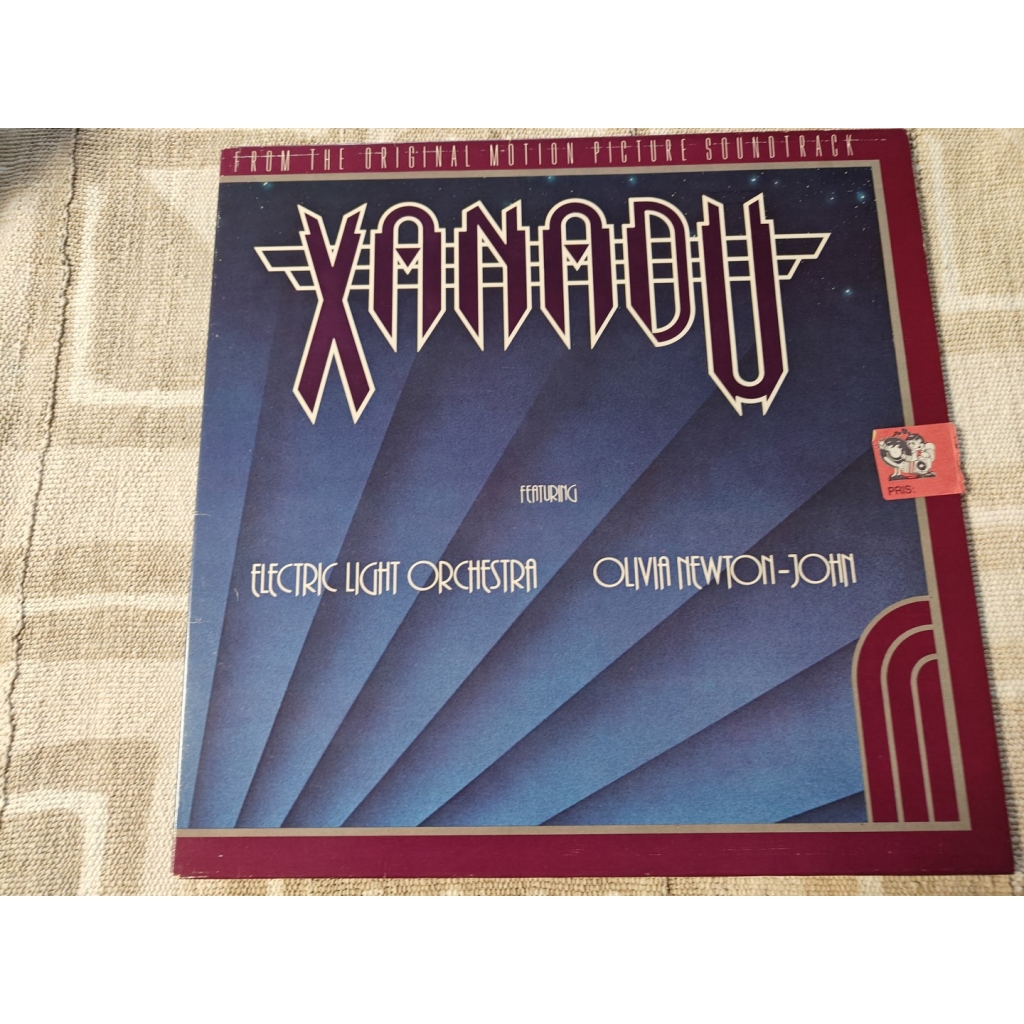 FROM THE ORIGINAL MOTION PICTURE SOUNDTRACK
XANADU
PRIS:
FEATURING
ELECTRIC LIGHT ORCHESTRA OLIVIA NEWTON-JOHN